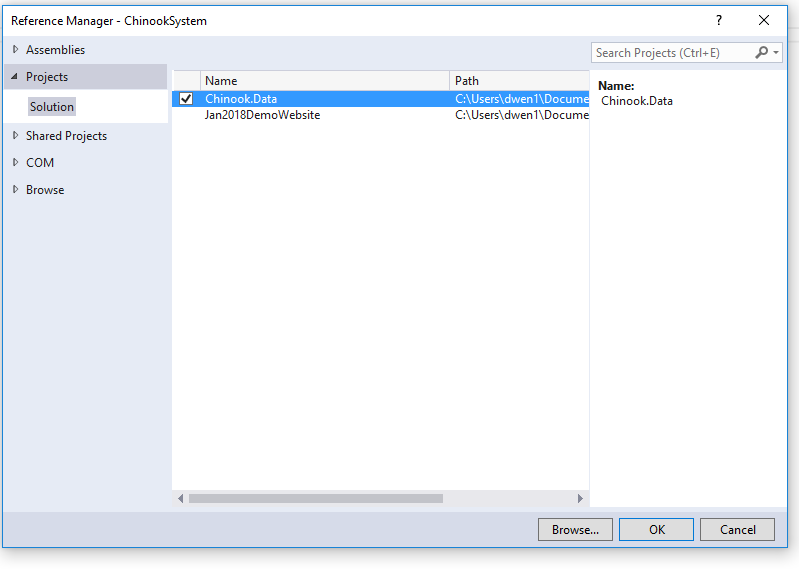 Reference Manager - ChinookSystem ?
Assemblies
Projects
Solution
Shared Projects
COM
Browse
Search Projects (Ctrl+E)
Name Path
Chinook.Data C:\Users\dwen1\Docume
Jan2018DemoWebsite C:\Users\dwen1\Docume
Name:
Chinook.Data
Browse... OK Cancel